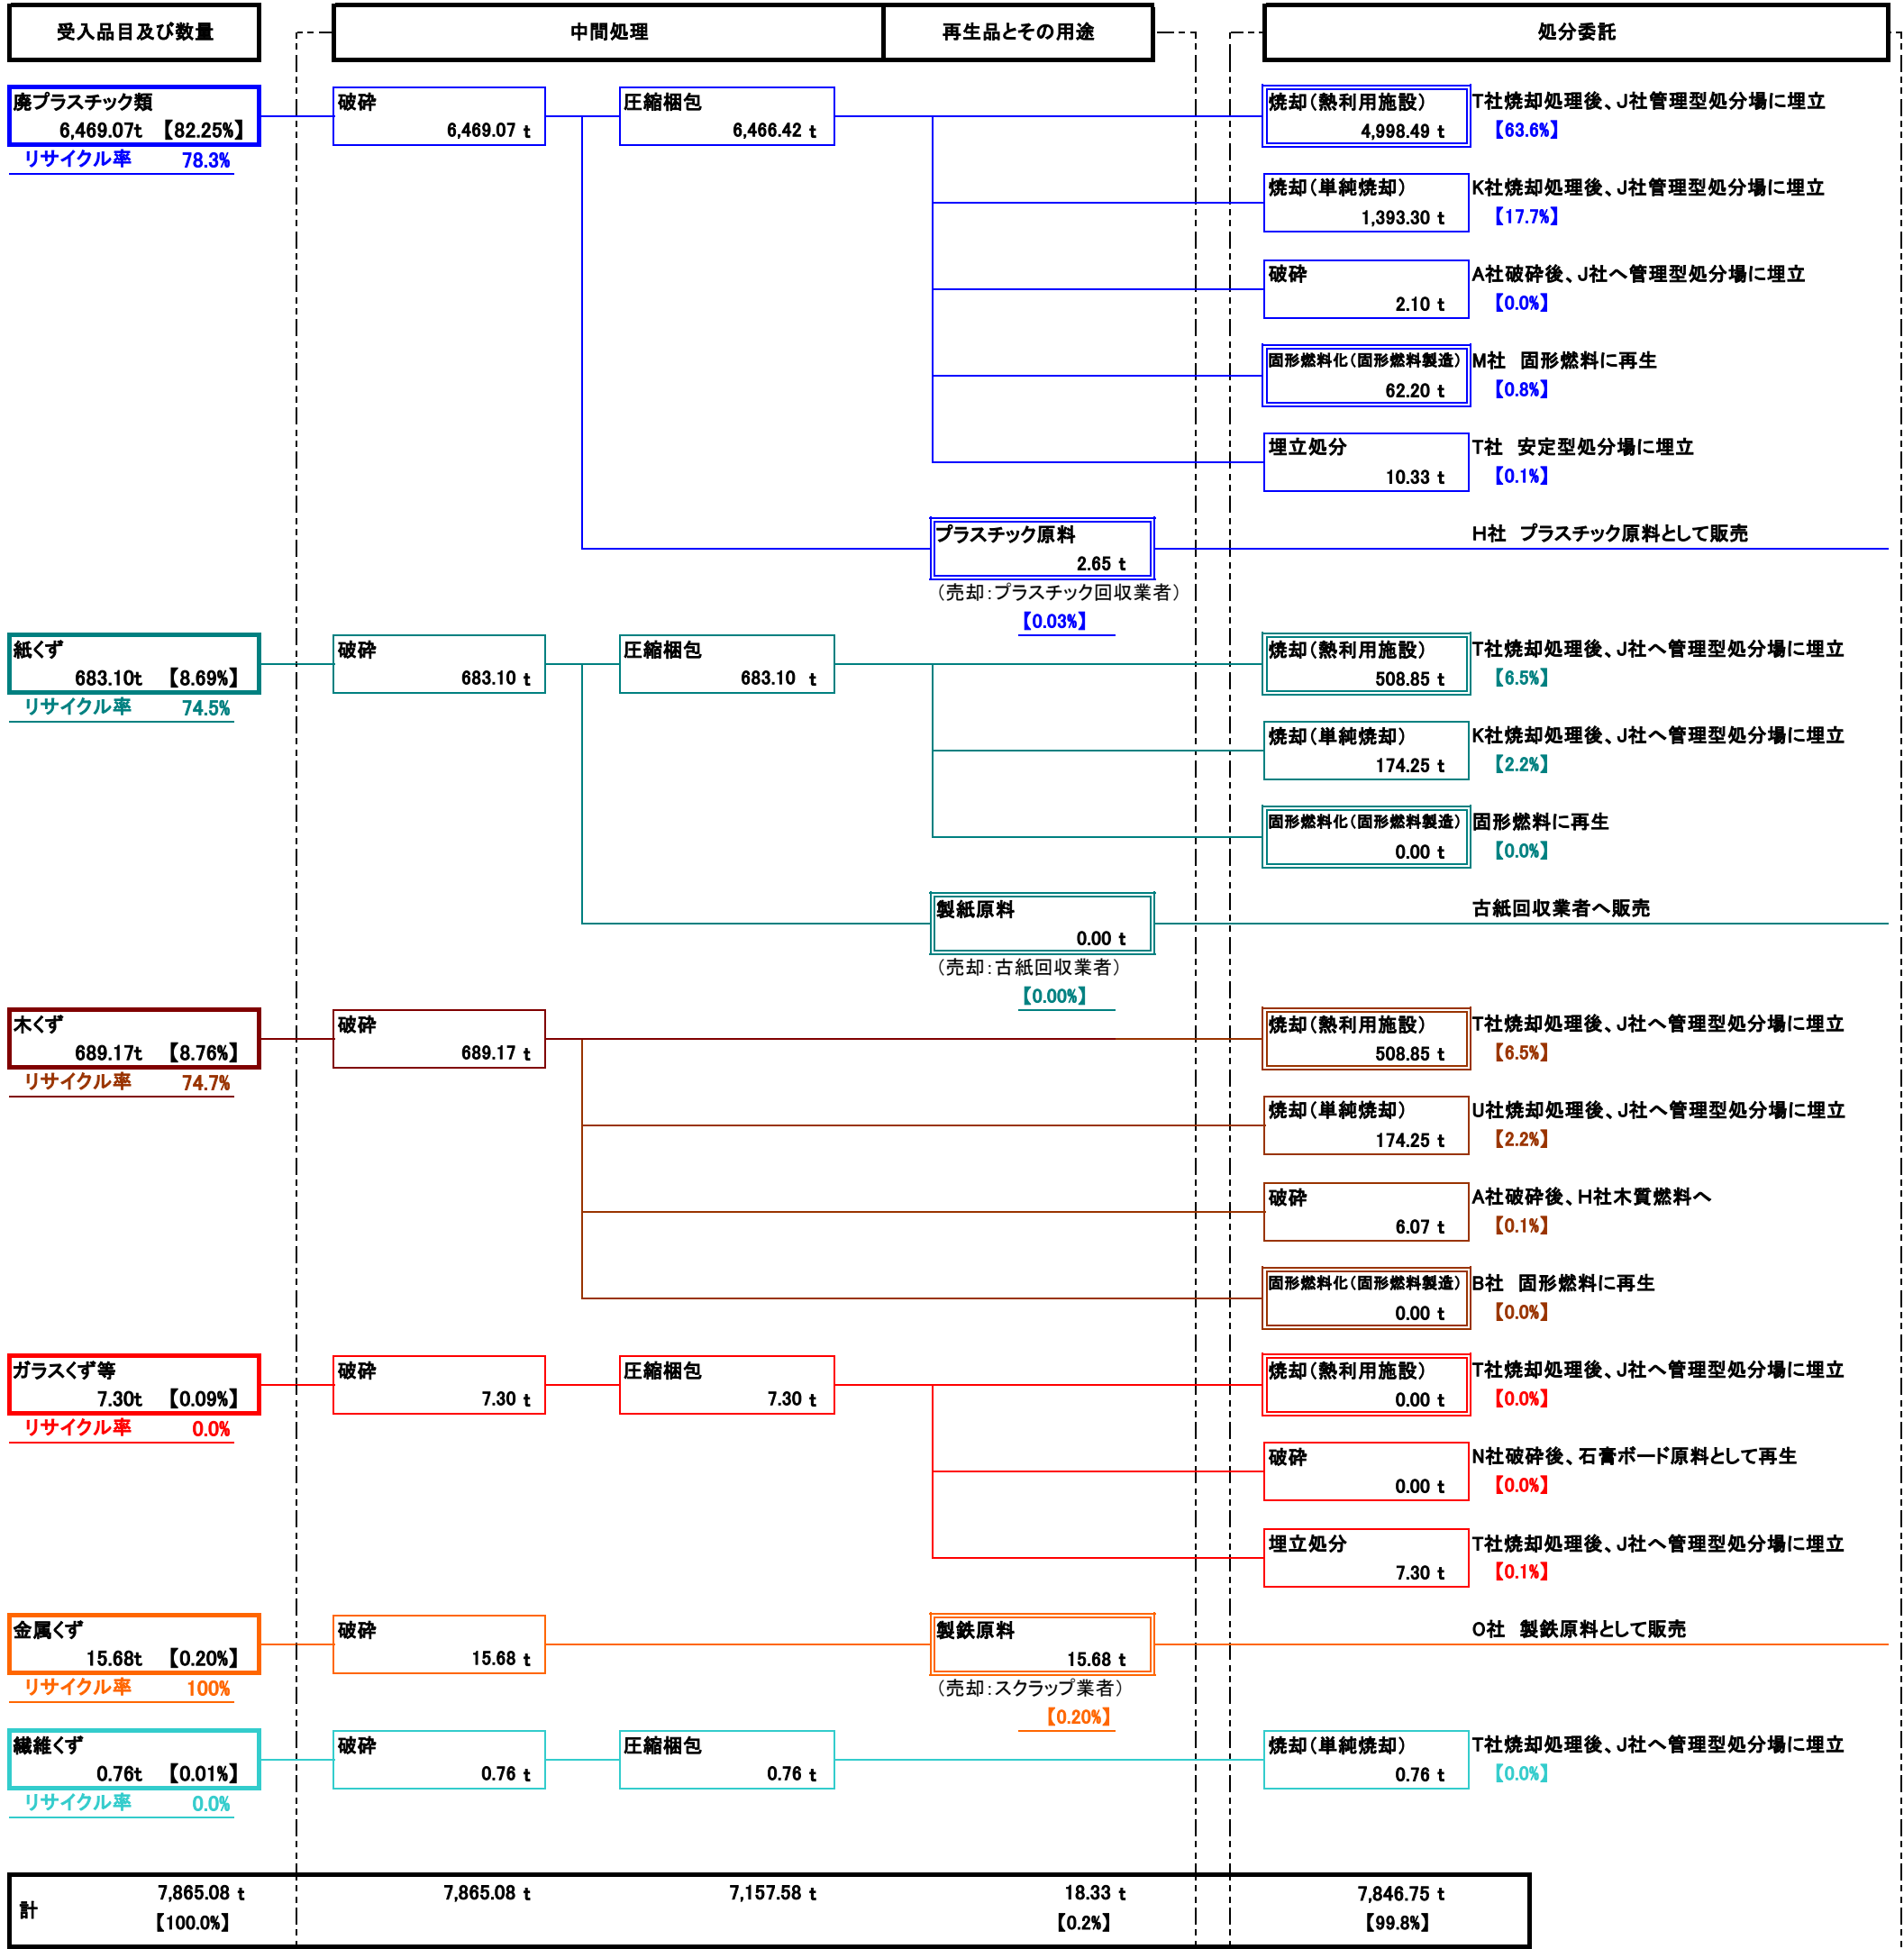 受入品目及び数量
中間処理
再生品とその用途
処分委託
廃プラスチック類
6,469.07t 【82.25%】
リサイクル率 78.3%
破砕
6,469.07 t
圧縮梱包
6,466.42 t
焼却（熱利用施設）
4,998.49 t
T社焼却処理後、J社管理型処分場に埋立
【63.6%】
焼却（単純焼却）
1,393.30 t
K社焼却処理後、J社管理型処分場に埋立
【17.7%】
破砕
2.10 t
A社破砕後、J社へ管理型処分場に埋立
【0.0%】
固形燃料化（固形燃料製造）
62.20 t
M社 固形燃料に再生
【0.8%】
埋立処分
10.33 t
T社 安定型処分場に埋立
【0.1%】
プラスチック原料
2.65 t
（売却：プラスチック回収業者）
【0.03%】
H社 プラスチック原料として販売
紙くず
683.10t 【8.69%】
リサイクル率 74.5%
破砕
683.10 t
圧縮梱包
683.10 t
焼却（熱利用施設）
508.85 t
T社焼却処理後、J社へ管理型処分場に埋立
【6.5%】
焼却（単純焼却）
174.25 t
K社焼却処理後、J社へ管理型処分場に埋立
【2.2%】
固形燃料化（固形燃料製造）
0.00 t
固形燃料に再生
【0.0%】
製紙原料
0.00 t
（売却：古紙回収業者）
【0.00%】
古紙回収業者へ販売
木くず
689.17t 【8.76%】
リサイクル率 74.7%
破砕
689.17 t
焼却（熱利用施設）
508.85 t
T社焼却処理後、J社へ管理型処分場に埋立
【6.5%】
焼却（単純焼却）
174.25 t
U社焼却処理後、J社へ管理型処分場に埋立
【2.2%】
破砕
6.07 t
A社破砕後、H社木質燃料へ
【0.1%】
固形燃料化（固形燃料製造）
0.00 t
B社 固形燃料に再生
【0.0%】
ガラスくず等
7.30t 【0.09%】
リサイクル率 0.0%
破砕
7.30 t
圧縮梱包
7.30 t
焼却（熱利用施設）
0.00 t
T社焼却処理後、J社へ管理型処分場に埋立
【0.0%】
破砕
0.00 t
N社破砕後、石膏ボード原料として再生
【0.0%】
埋立処分
7.30 t
T社焼却処理後、J社へ管理型処分場に埋立
【0.1%】
金属くず
15.68t 【0.20%】
リサイクル率 100%
破砕
15.68 t
製鉄原料
15.68 t
（売却：スクラップ業者）
【0.20%】
O社 製鉄原料として販売
繊維くず
0.76t 【0.01%】
リサイクル率 0.0%
破砕
0.76 t
圧縮梱包
0.76 t
焼却（単純焼却）
0.76 t
T社焼却処理後、J社へ管理型処分場に埋立
【0.0%】
計
7,865.08 t
【100.0%】
7,865.08 t
7,157.58 t
18.33 t
【0.2%】
7,846.75 t
【99.8%】